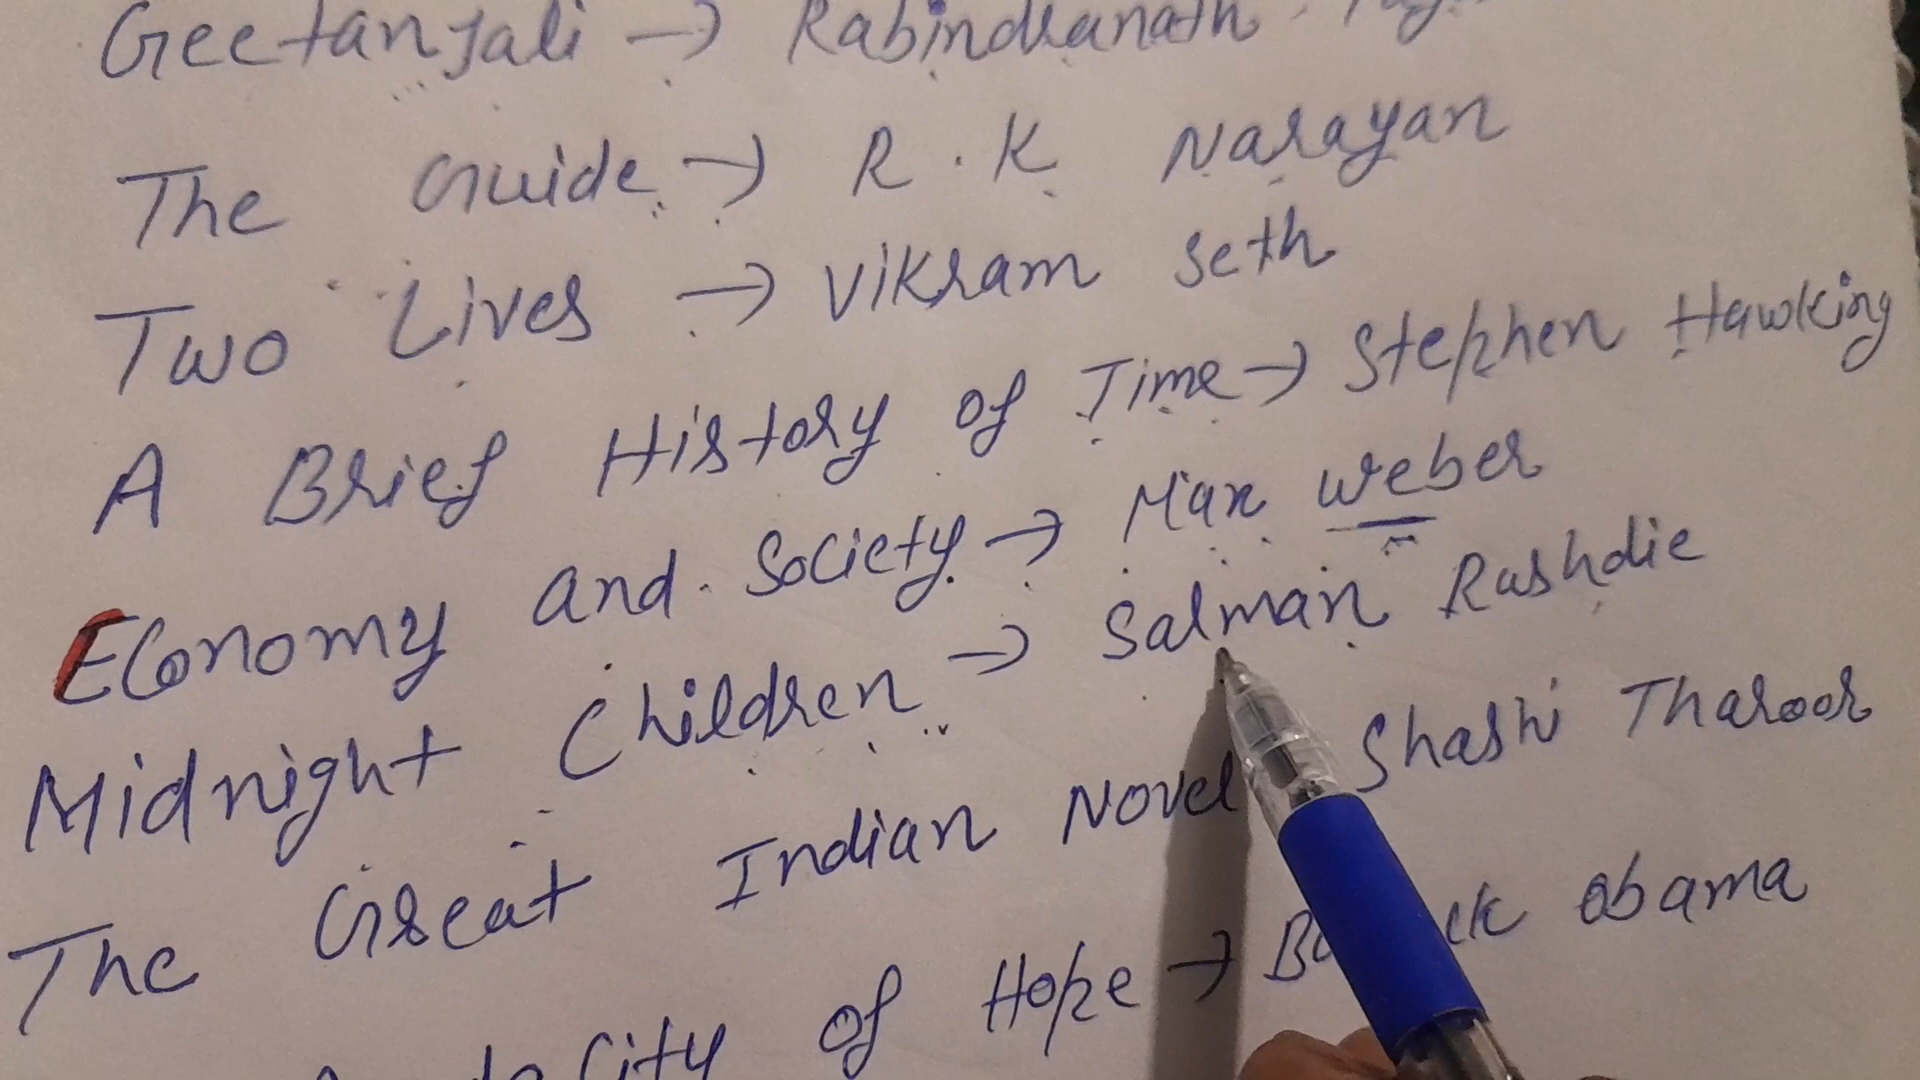 Geetanjali → Rabindranath
The Guide → R.K Narayan
Two Lives → Vikram Seth
A Brief History of Time → Stephen Hawking
Economy and Society → Max Weber
Midnight Children → Salman Rushdie
The Great Indian Novel Shashi Tharoor
of Hope → Obama